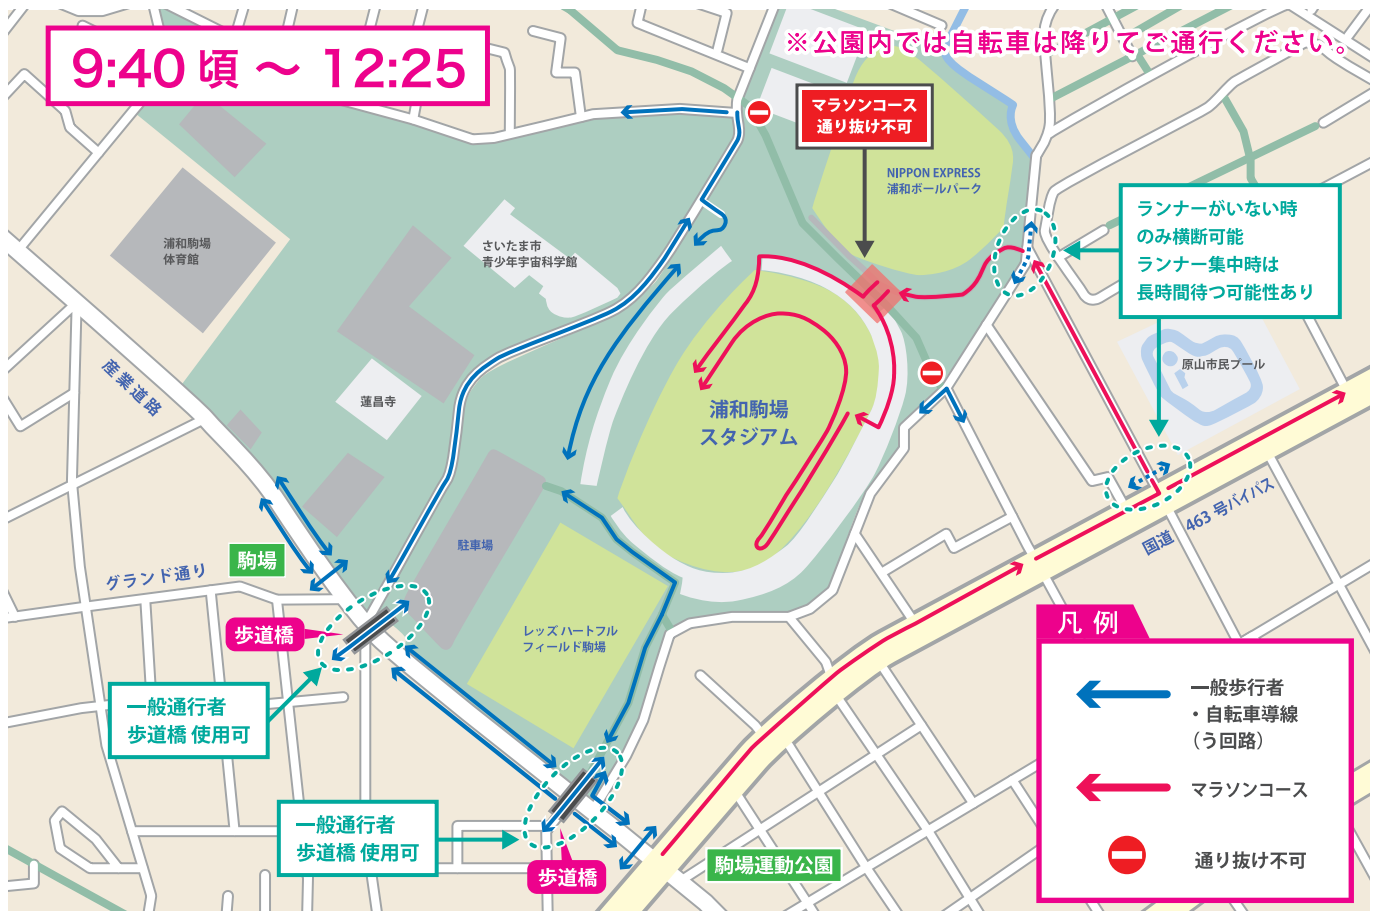 9:40 頃 ～ 12:25
※公園内では自転車は降りてご通行ください。
マラソンコース
通り抜け不可
NIPPON EXPRESS
浦和ボールパーク
ランナーがいない時
のみ横断可能
ランナー集中時は
長時間待つ可能性あり
浦和駒場
体育館
さいたま市
青少年宇宙科学館
原山市民プール
産業道路
蓮昌寺
浦和駒場
スタジアム
国道 463 号バイパス
駐車場
駒場
グランド通り
歩道橋
レッズ ハートフル
フィールド駒場
一般通行者
歩道橋 使用可
一般通行者
歩道橋 使用可
歩道橋
駒場運動公園
凡 例
一般歩行者
・自転車導線
（う回路）
マラソンコース
通り抜け不可